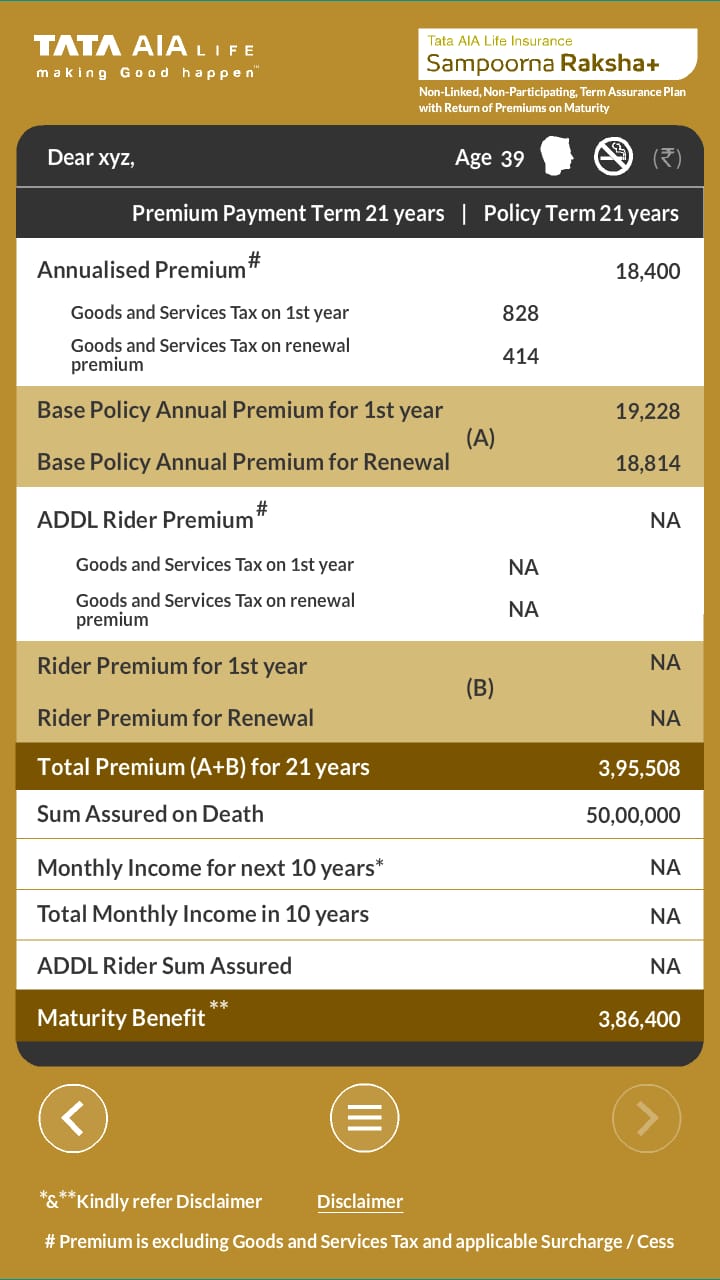 TATA AIA LIFE
making Good happen™
Tata AIA Life Insurance
Sampoorna Raksha+
Non-Linked, Non-Participating, Term Assurance Plan
with Return of Premiums on Maturity
Dear xyz, Age 39 (₹)
Premium Payment Term 21 years | Policy Term 21 years
Annualised Premium# 18,400
Goods and Services Tax on 1st year 828
Goods and Services Tax on renewal
premium 414
Base Policy Annual Premium for 1st year 19,228
(A)
Base Policy Annual Premium for Renewal 18,814
ADDL Rider Premium# NA
Goods and Services Tax on 1st year NA
Goods and Services Tax on renewal
premium NA
Rider Premium for 1st year NA
(B)
Rider Premium for Renewal NA
Total Premium (A+B) for 21 years 3,95,508
Sum Assured on Death 50,00,000
Monthly Income for next 10 years* NA
Total Monthly Income in 10 years NA
ADDL Rider Sum Assured NA
Maturity Benefit** 3,86,400
*&**Kindly refer Disclaimer Disclaimer
# Premium is excluding Goods and Services Tax and applicable Surcharge / Cess